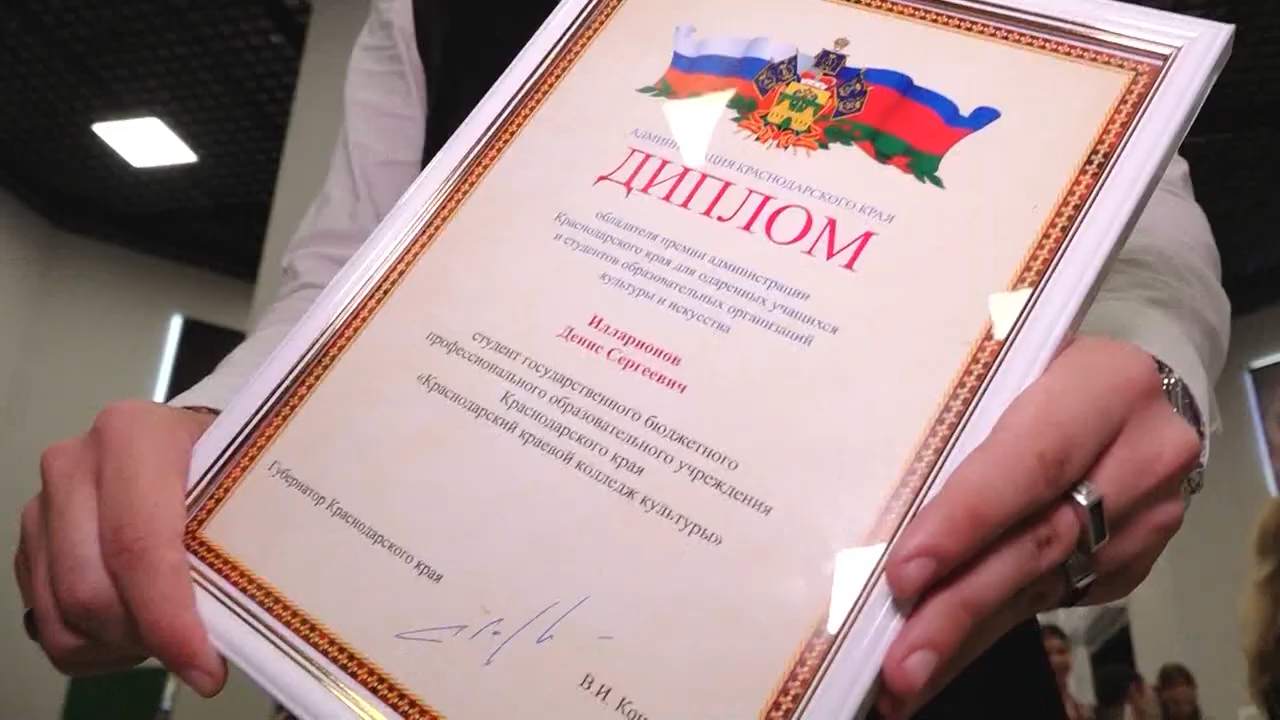 АДМИНИСТРАЦИЯ КРАСНОДАРСКОГО КРАЯ
ДИПЛОМ
обладателя премии администрации
Краснодарского края для одаренных учащихся
и студентов образовательных организаций
культуры и искусства
Илларионов
Денис Сергеевич
студент государственного бюджетного
профессионального образовательного учреждения
Краснодарского края
«Краснодарский краевой колледж культуры»
Губернатор Краснодарского края
В.И. Кон